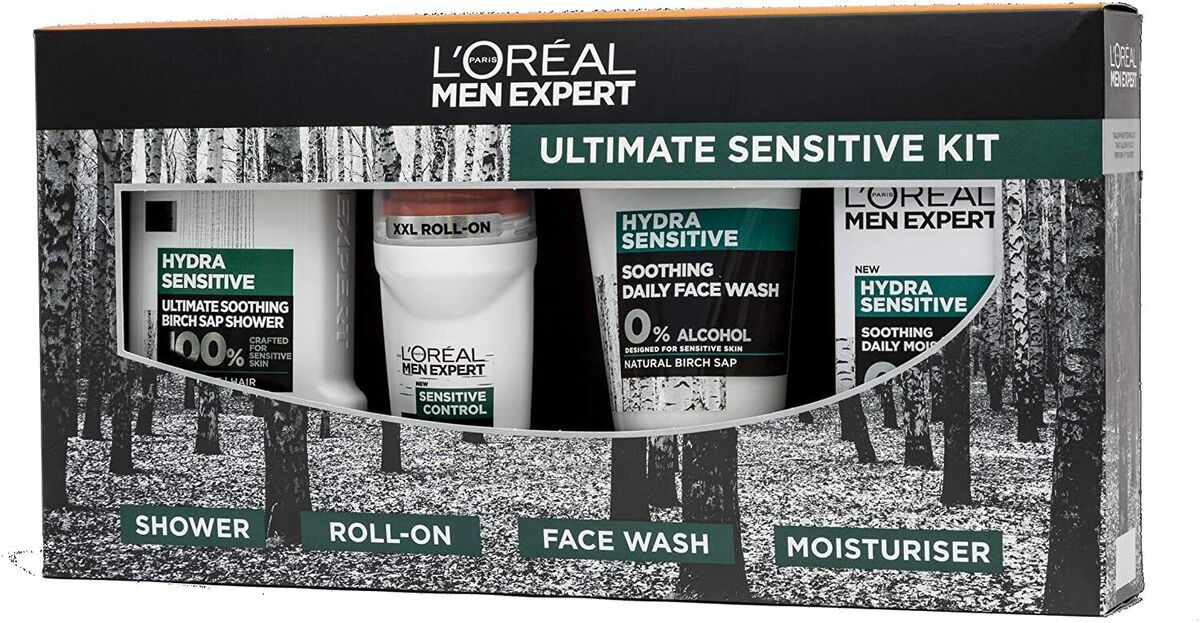 L'ORÉAL
PARIS
MEN EXPERT
ULTIMATE SENSITIVE KIT
L'ORÉAL
PARIS
HYDRA
SENSITIVE
ULTIMATE SOOTHING
BIRCH SAP SHOWER
100%
CRAFTED
FOR
SENSITIVE
SKIN
HAIR
EXPERT
XXL ROLL-ON
L'ORÉAL
MEN EXPERT
NEW
SENSITIVE
CONTROL
HYDRA
SENSITIVE
SOOTHING
DAILY FACE WASH
0% ALCOHOL
DESIGNED FOR SENSITIVE SKIN
NATURAL BIRCH SAP
L'ORÉAL
PARIS
MEN EXPERT
NEW
HYDRA
SENSITIVE
SOOTHING
DAILY MOIS
SHOWER
ROLL-ON
FACE WASH
MOISTURISER